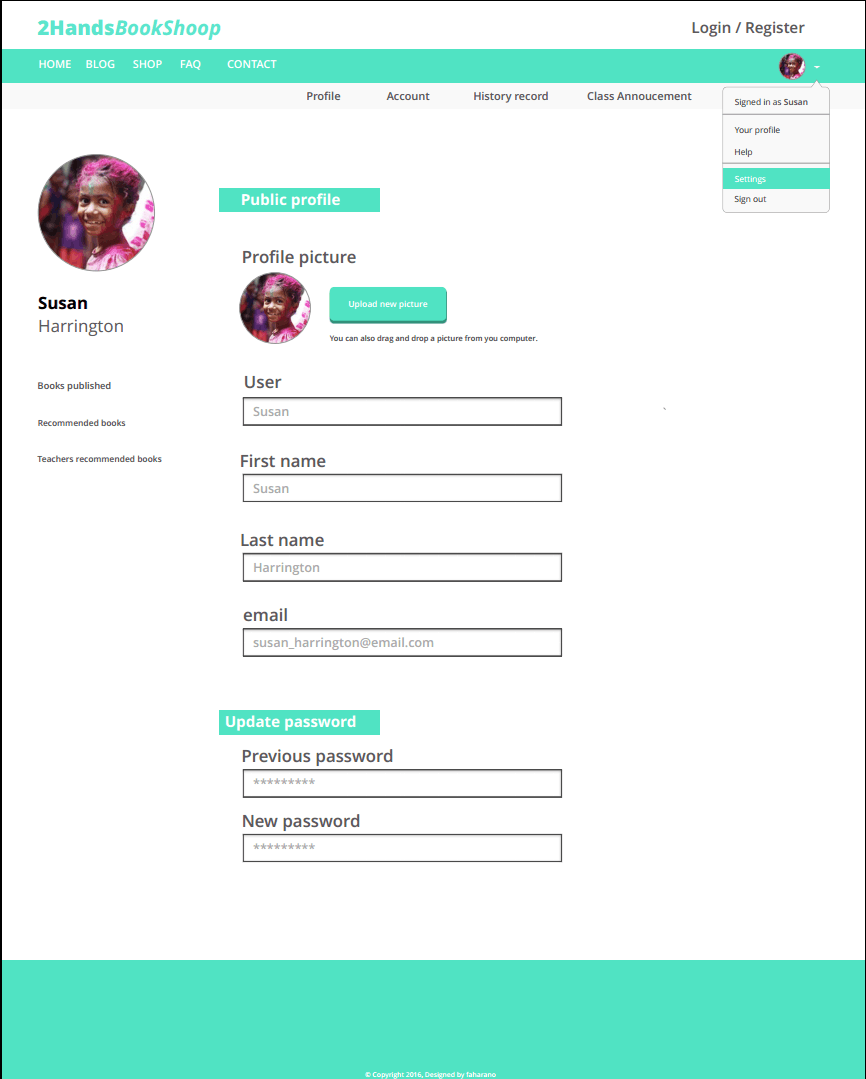 2HandsBookShoop
Login / Register
HOME BLOG SHOP FAQ CONTACT
Profile Account History record Class Annoucement
Signed in as Susan
Your profile
Help
Settings
Sign out
Susan
Harrington
Books published
Recommended books
Teachers recommended books
Public profile
Profile picture
Upload new picture
You can also drag and drop a picture from you computer.
User
Susan
First name
Susan
Last name
Harrington
email
susan_harrington@email.com
Update password
Previous password
*********
New password
*********
© Copyright 2016, Designed by faharano